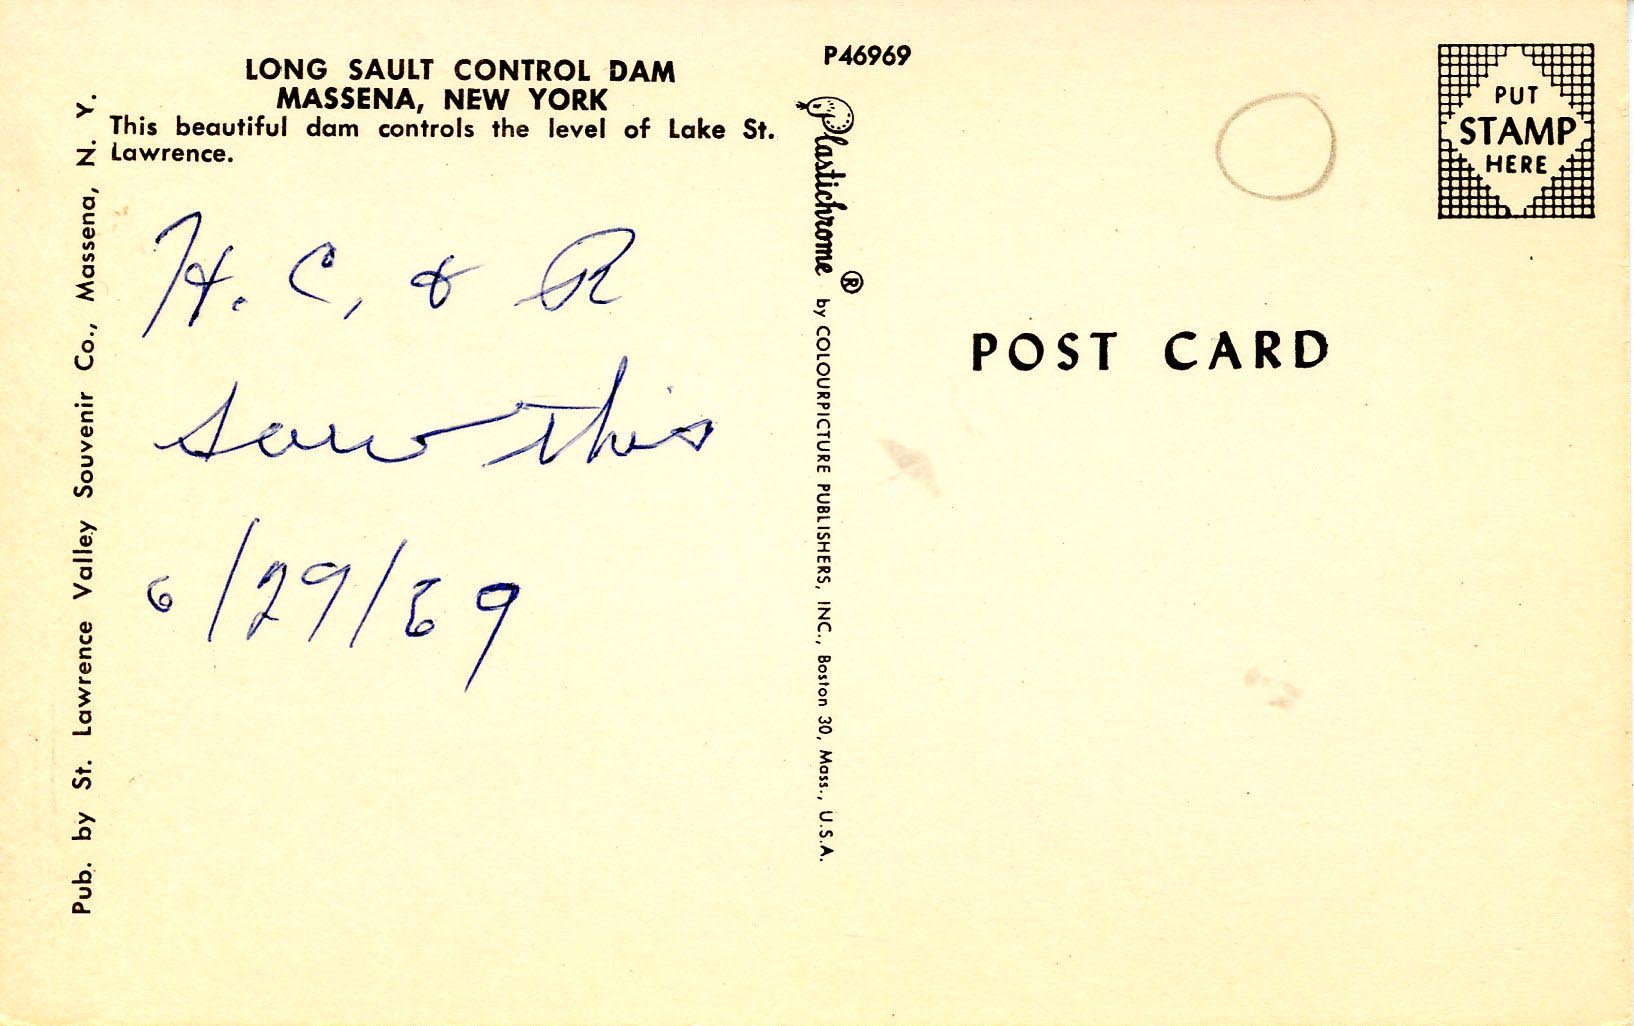 LONG SAULT CONTROL DAM
MASSENA, NEW YORK
This beautiful dam controls the level of Lake St.
Lawrence.
H. C, & R
saw this
6/29/69
Pub. by St. Lawrence Valley Souvenir Co., Massena, N. Y.
P46969
Plastichrome ® by COLOURPICTURE PUBLISHERS, INC., Boston 30, Mass., U.S.A.
PUT
STAMP
HERE
POST CARD